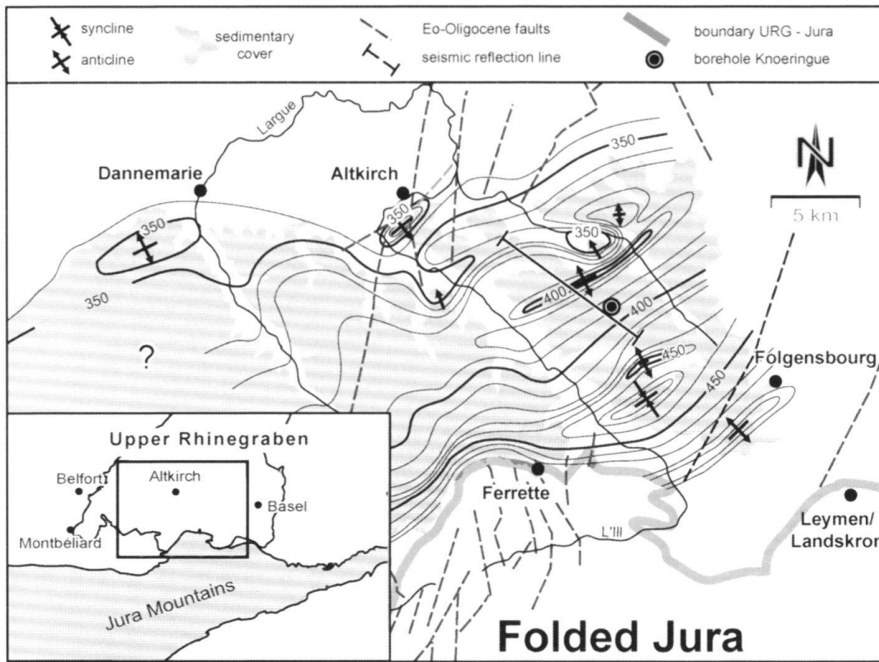 syncline
anticline
sedimentary
cover
Eo-Oligocene faults
seismic reflection line
boundary URG - Jura
borehole Knoeringue
Largue
Dannemarie
Altkirch
350
N
5 km
350
350
350
350
400
400
450
450
?
Folgensbourg
Upper Rhinegraben
Belfort
Altkirch
Basel
Montbéliard
Jura Mountains
Ferrette
L'Ill
Leymen/
Landskron
Folded Jura